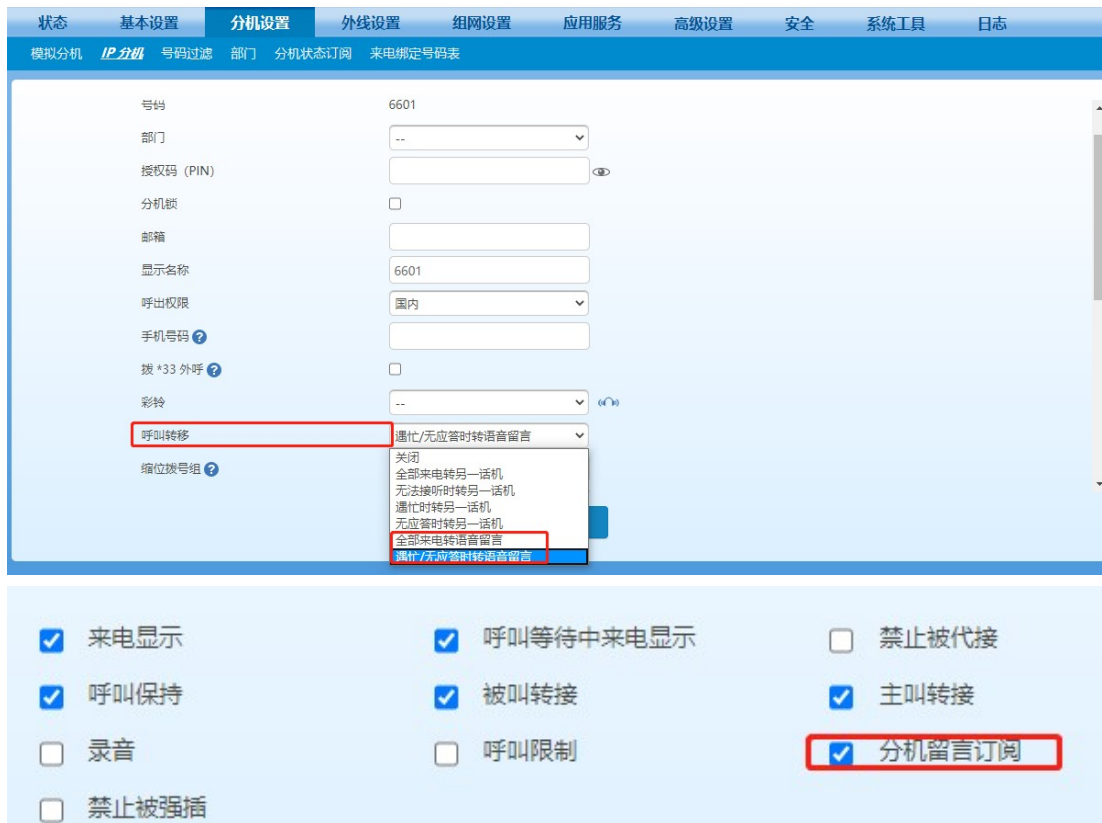 状态 基本设置 分机设置 外线设置 组网设置 应用服务 高级设置 安全 系统工具 日志
模拟分机 IP分机 号码过滤 部门 分机状态订阅 来电绑定号码表
号码 6601
部门 --
授权码（PIN）
分机锁
邮箱
显示名称 6601
呼出权限 国内
手机号码 ?
拨 *33 外呼 ?
彩铃 --
呼叫转移 遇忙/无应答时转语音留言
缩位拨号组 ?
关闭
全部来电转另一话机
无法接听时转另一话机
遇忙时转另一话机
无应答时转另一话机
全部来电转语音留言
遇忙/无应答时转语音留言
来电显示 呼叫等待中来电显示 禁止被代接
呼叫保持 被叫转接 主叫转接
录音 呼叫限制 分机留言订阅
禁止被强插